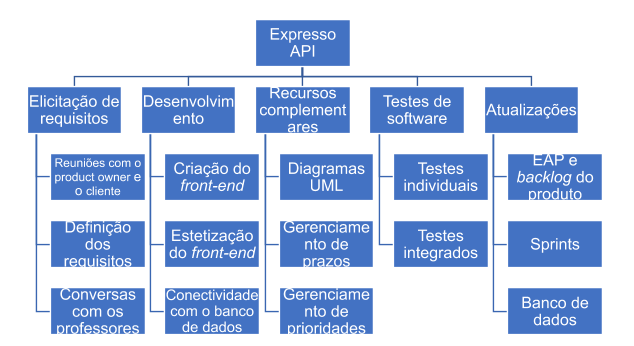 Expresso
API
Elicitação de
requisitos
Reuniões com o
product owner e
o cliente
Definição
dos
requisitos
Conversas
com os
professores
Desenvolvim
ento
Criação do
front-end
Estetização
do front-end
Conectividade
com o banco
de dados
Recursos
complement
ares
Diagramas
UML
Gerenciame
nto de
prazos
Gerenciame
nto de
prioridades
Testes de
software
Testes
individuais
Testes
integrados
Atualizações
EAP e
backlog do
produto
Sprints
Banco de
dados